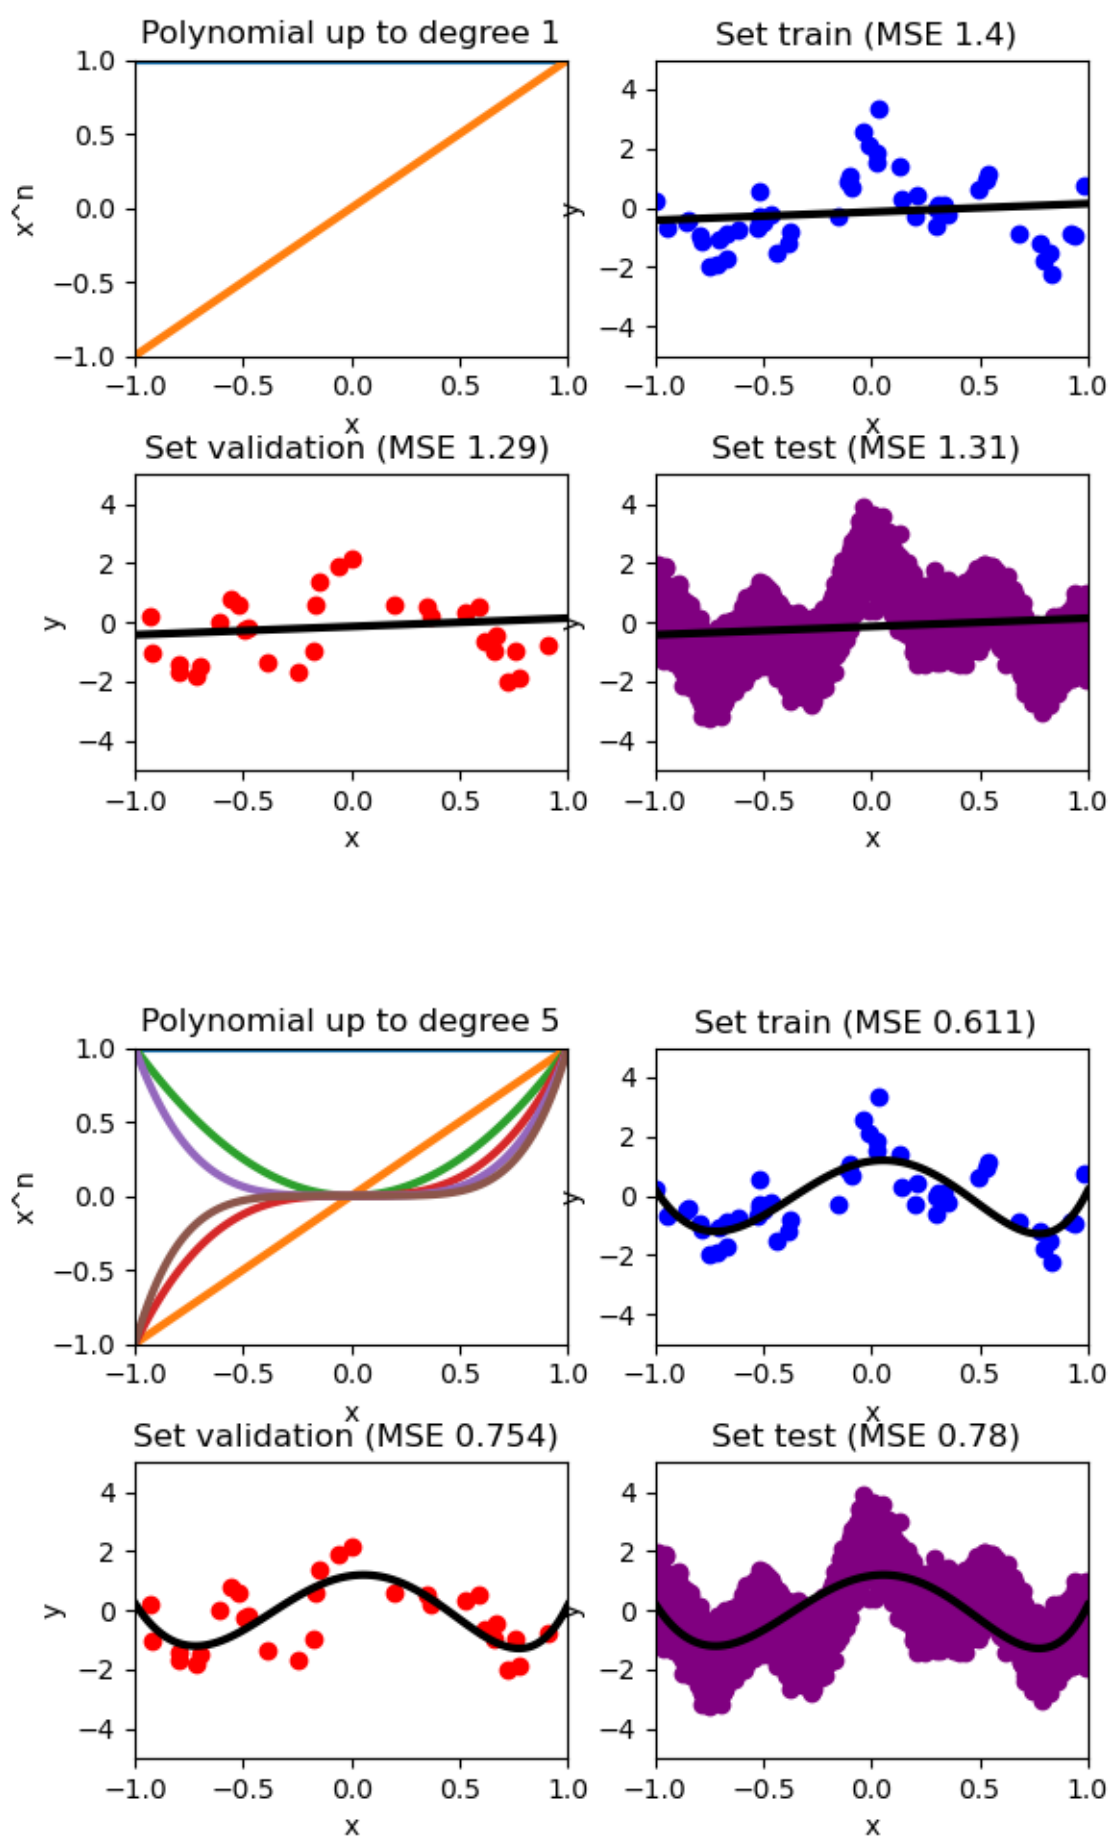 Polynomial up to degree 1
1.0
0.5
0.0
−0.5
−1.0
x^n
−1.0 −0.5 0.0 0.5 1.0
x
Set train (MSE 1.4)
4
2
0
−2
−4
y
−1.0 −0.5 0.0 0.5 1.0
x
Set validation (MSE 1.29)
4
2
0
−2
−4
y
−1.0 −0.5 0.0 0.5 1.0
x
Set test (MSE 1.31)
4
2
0
−2
−4
y
−1.0 −0.5 0.0 0.5 1.0
x
Polynomial up to degree 5
1.0
0.5
0.0
−0.5
−1.0
x^n
−1.0 −0.5 0.0 0.5 1.0
x
Set train (MSE 0.611)
4
2
0
−2
−4
y
−1.0 −0.5 0.0 0.5 1.0
x
Set validation (MSE 0.754)
4
2
0
−2
−4
y
−1.0 −0.5 0.0 0.5 1.0
x
Set test (MSE 0.78)
4
2
0
−2
−4
y
−1.0 −0.5 0.0 0.5 1.0
x